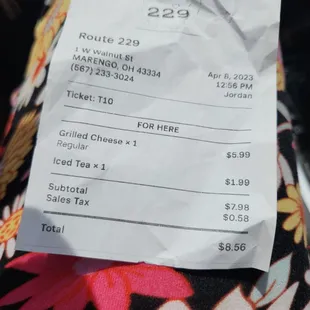 229
Route 229
1 W Walnut St
MARENGO, OH 43334
(567) 233-3024
Apr 8, 2023
12:56 PM
Jordan
Ticket: T10
FOR HERE
Grilled Cheese × 1 $5.99
Regular
Iced Tea × 1 $1.99
Subtotal $7.98
Sales Tax $0.58
Total $8.56